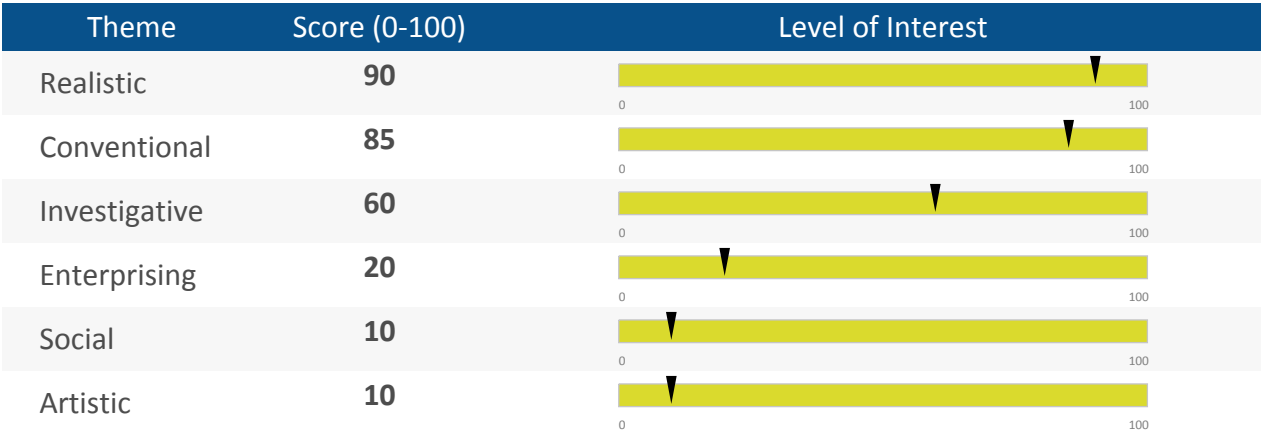 Theme Score (0-100) Level of Interest
Realistic 90
0 100
Conventional 85
0 100
Investigative 60
0 100
Enterprising 20
0 100
Social 10
0 100
Artistic 10
0 100